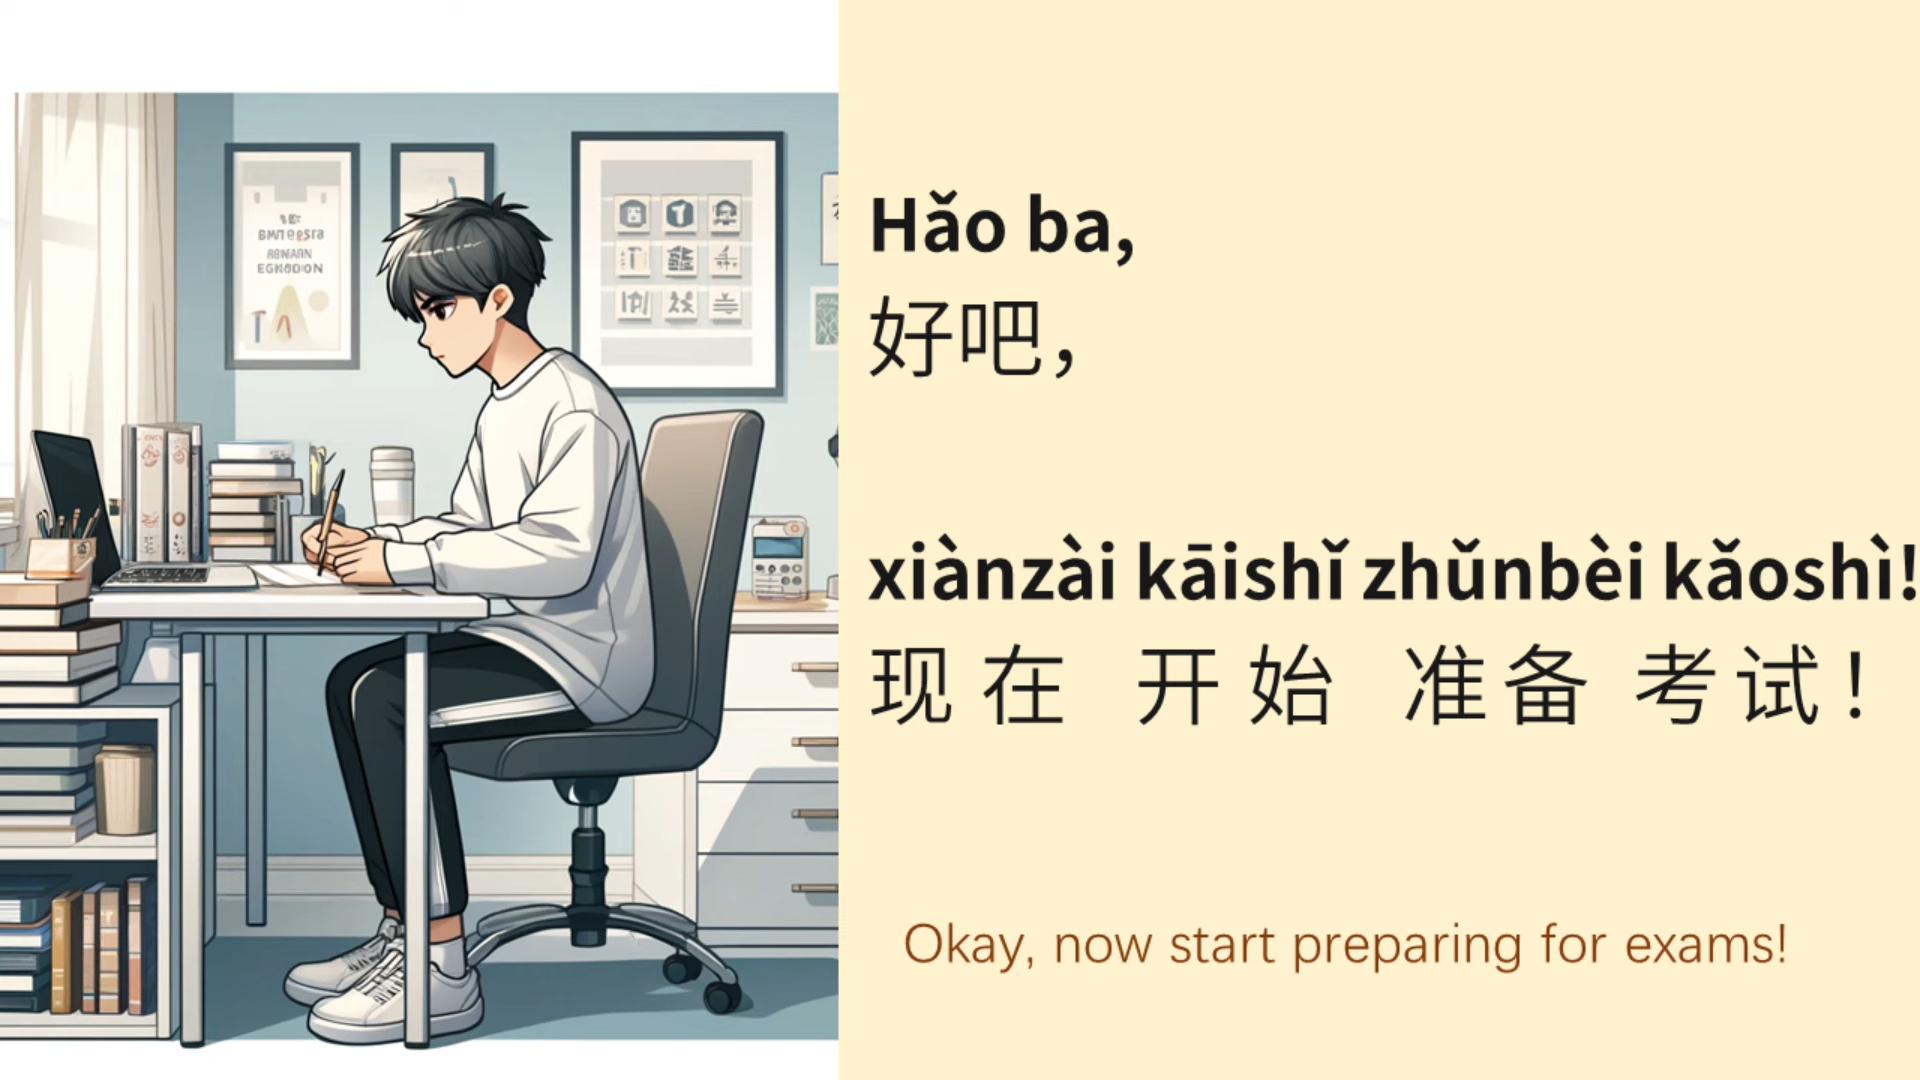 Hǎo ba,
好吧，
xiànzài kāishǐ zhǔnbèi kǎoshì!
现在 开始 准备 考试！
Okay, now start preparing for exams!